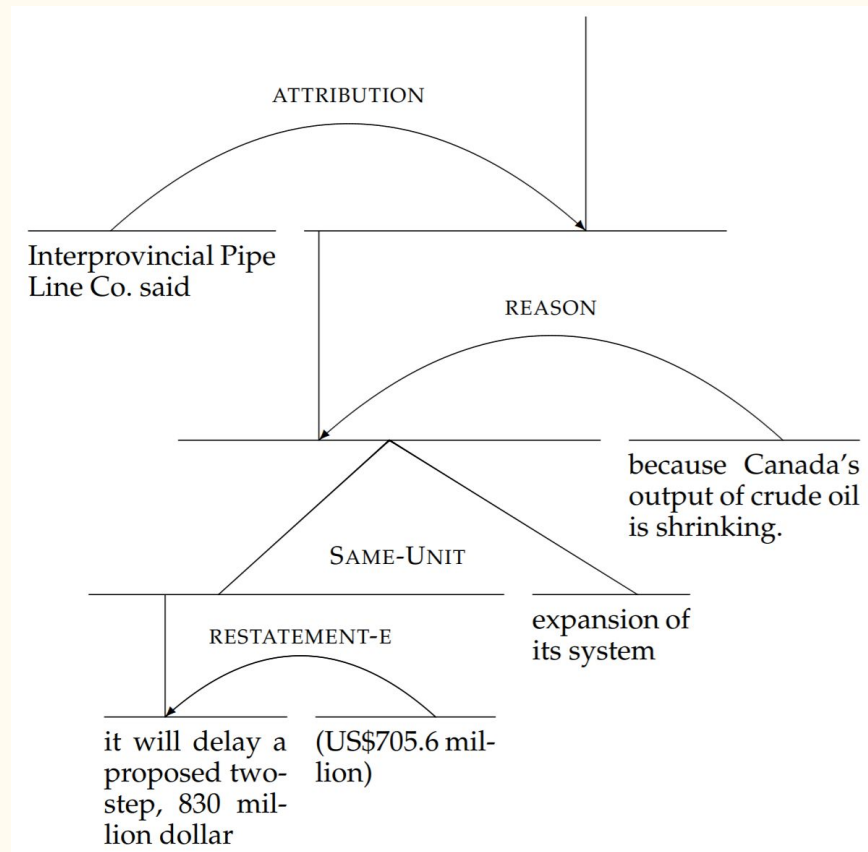 ATTRIBUTION
Interprovincial Pipe
Line Co. said
REASON
because Canada's
output of crude oil
is shrinking.
SAME-UNIT
expansion of
its system
RESTATEMENT-E
it will delay a
proposed two-
step, 830 mil-
lion dollar
(US$705.6 mil-
lion)